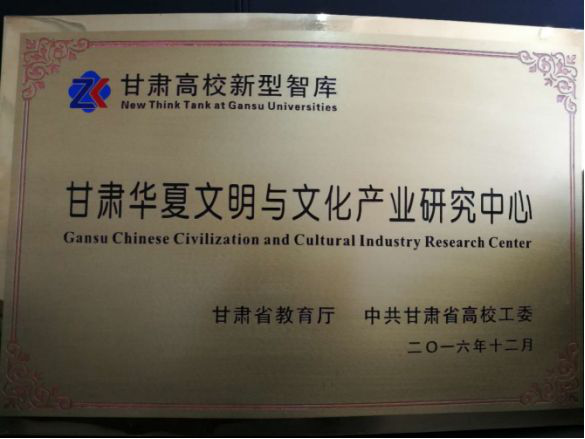 ZK 甘肃高校新型智库
New Think Tank at Gansu Universities
甘肃华夏文明与文化产业研究中心
Gansu Chinese Civilization and Cultural Industry Research Center
甘肃省教育厅 中共甘肃省高校工委
二〇一六年十二月